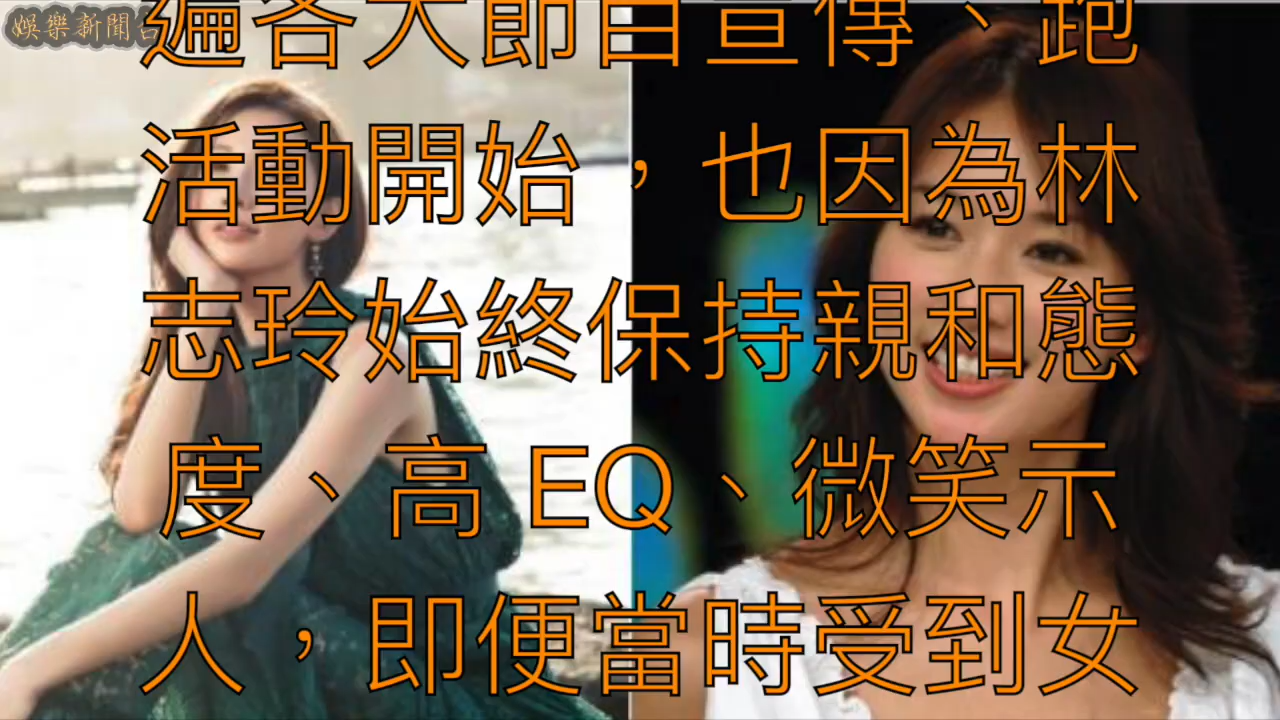 娛樂新聞台
遍各大節目宣傳、跑
活動開始，也因為林
志玲始終保持親和態
度、高 EQ、微笑示
人，即便當時受到女